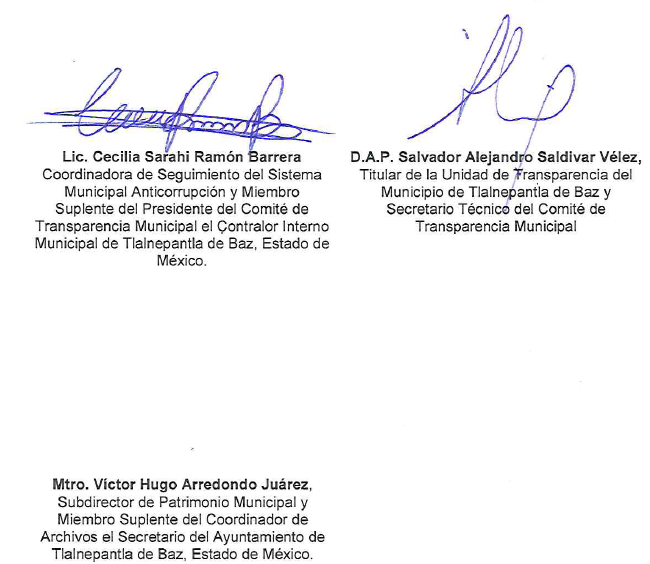 Lic. Cecilia Sarahi Ramón Barrera
Coordinadora de Seguimiento del Sistema
Municipal Anticorrupción y Miembro
Suplente del Presidente del Comité de
Transparencia Municipal el Contralor Interno
Municipal de Tlalnepantla de Baz, Estado de
México.
D.A.P. Salvador Alejandro Saldivar Vélez,
Titular de la Unidad de Transparencia del
Municipio de Tlalnepantla de Baz y
Secretario Técnico del Comité de
Transparencia Municipal
Mtro. Víctor Hugo Arredondo Juárez,
Subdirector de Patrimonio Municipal y
Miembro Suplente del Coordinador de
Archivos el Secretario del Ayuntamiento de
Tlalnepantla de Baz, Estado de México.